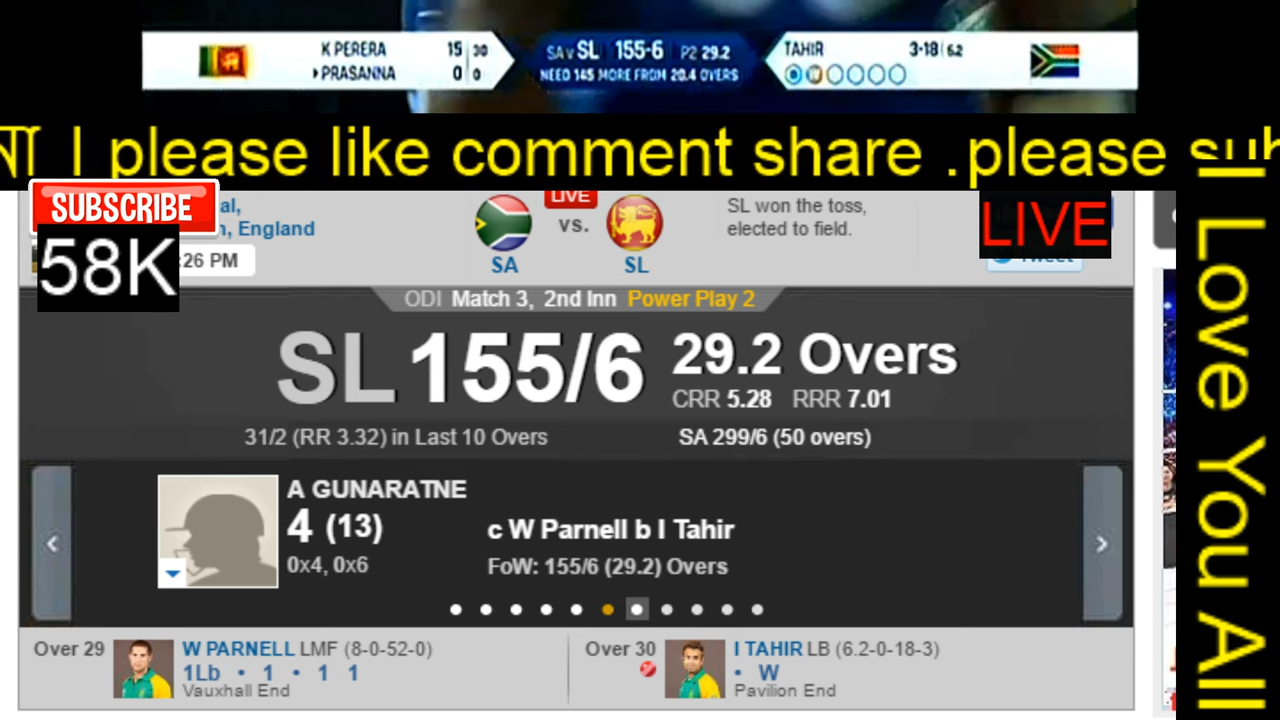 K PERERA 15 30
PRASANNA 0 0
SA v SL 155-6 P2 29.2
NEED 145 MORE FROM 20.4 OVERS
TAHIR 3-18 6.2
W
I please like comment share .please sub
SUBSCRIBE
58K
al,
, England
:26 PM
SA
LIVE
vs.
SL
SL won the toss,
elected to field.
LIVE
Tweet
ODI Match 3, 2nd Inn Power Play 2
SL 155/6 29.2 Overs
CRR 5.28 RRR 7.01
31/2 (RR 3.32) in Last 10 Overs SA 299/6 (50 overs)
A GUNARATNE
4 (13) c W Parnell b I Tahir
0x4, 0x6 FoW: 155/6 (29.2) Overs
Over 29 W PARNELL LMF (8-0-52-0)
1Lb • 1 • 1 1
Vauxhall End
Over 30 I TAHIR LB (6.2-0-18-3)
• W
Pavilion End
I Love You All